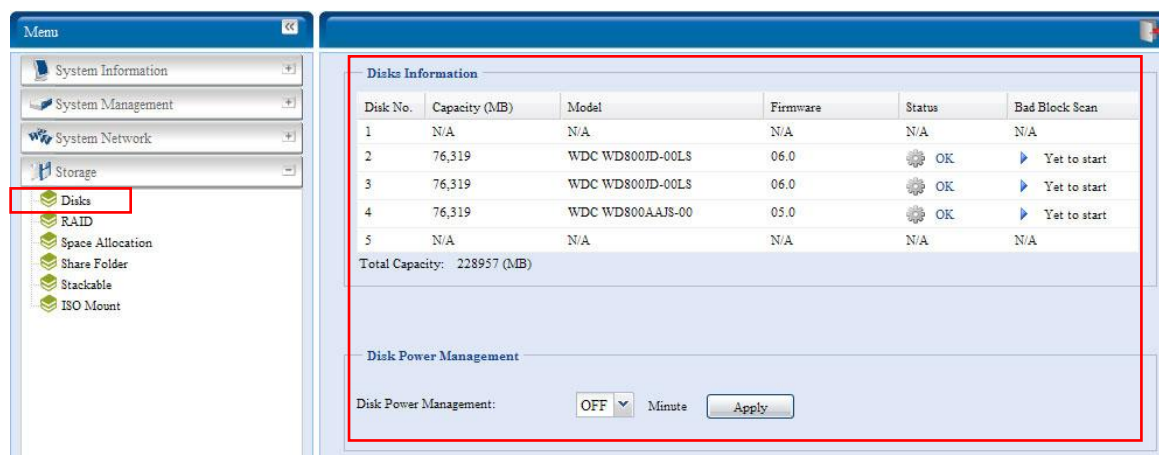 Menu
System Information
System Management
System Network
Storage
Disks
RAID
Space Allocation
Share Folder
Stackable
ISO Mount
Disks Information
Disk No. Capacity (MB) Model Firmware Status Bad Block Scan
1 N/A N/A N/A N/A N/A
2 76,319 WDC WD800JD-00LS 06.0 OK Yet to start
3 76,319 WDC WD800JD-00LS 06.0 OK Yet to start
4 76,319 WDC WD800AAJS-00 05.0 OK Yet to start
5 N/A N/A N/A N/A N/A
Total Capacity: 228957 (MB)
Disk Power Management
Disk Power Management: OFF Minute Apply